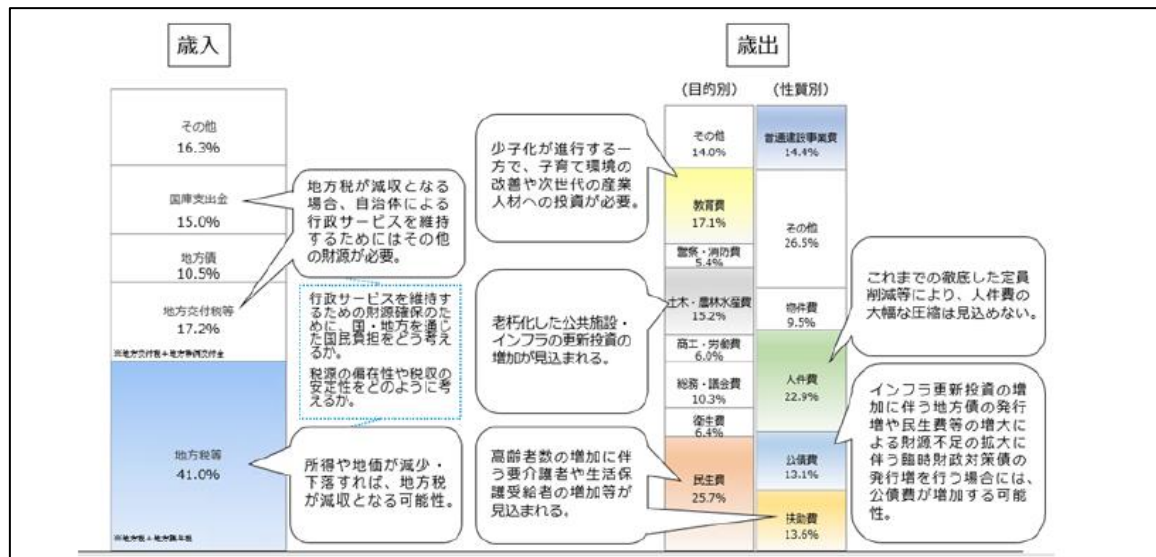 歳入
その他
16.3%
国庫支出金
15.0%
地方債
10.5%
地方交付税等
17.2%
※地方交付税+地方特例交付金
地方税等
41.0%
※地方税+地方譲与税
地方税が減収となる
場合、自治体による
行政サービスを維持
するためにはその他
の財源が必要。
行政サービスを維持す
るための財源確保の
ために、国・地方を通じ
た国民負担をどう考え
るか。
税源の偏在性や税収の
安定性をどのように考
えるか。
所得や地価が減少・
下落すれば、地方税
が減収となる可能性。
歳出
(目的別)
その他
14.0%
教育費
17.1%
警察・消防費
5.4%
土木・農林水産費
15.2%
商工・労働費
6.0%
総務・議会費
10.3%
衛生費
6.4%
民生費
25.7%
(性質別)
普通建設事業費
14.4%
その他
26.5%
物件費
9.5%
人件費
22.9%
公債費
13.1%
扶助費
13.6%
少子化が進行する一
方で、子育て環境の
改善や次世代の産業
人材への投資が必要。
老朽化した公共施設・
インフラの更新投資の
増加が見込まれる。
高齢者数の増加に伴
う要介護者や生活保
護受給者の増加等が
見込まれる。
これまでの徹底した定員
削減等により、人件費の
大幅な圧縮は見込めない。
インフラ更新投資の増
加に伴う地方債の発行
増や民生費等の増大に
よる財源不足の拡大に
伴う臨時財政対策債の
発行増を行う場合には、
公債費が増加する可能
性。